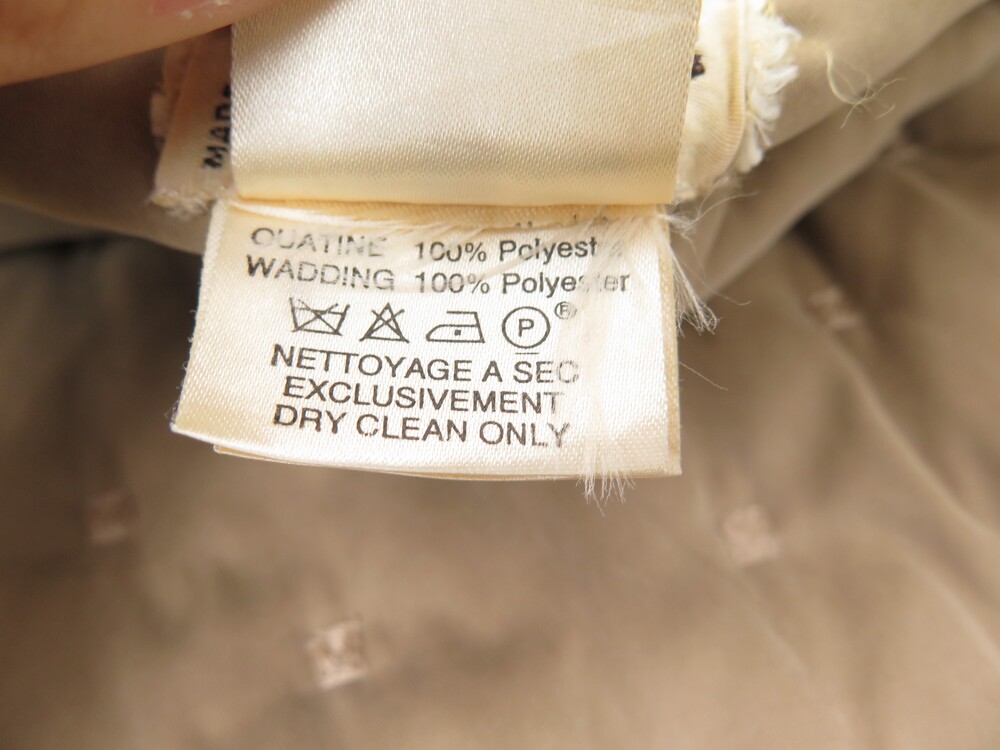 OUATINE 100% Polyest
WADDING 100% Polyester
P ®
NETTOYAGE A SEC
EXCLUSIVEMENT
DRY CLEAN ONLY